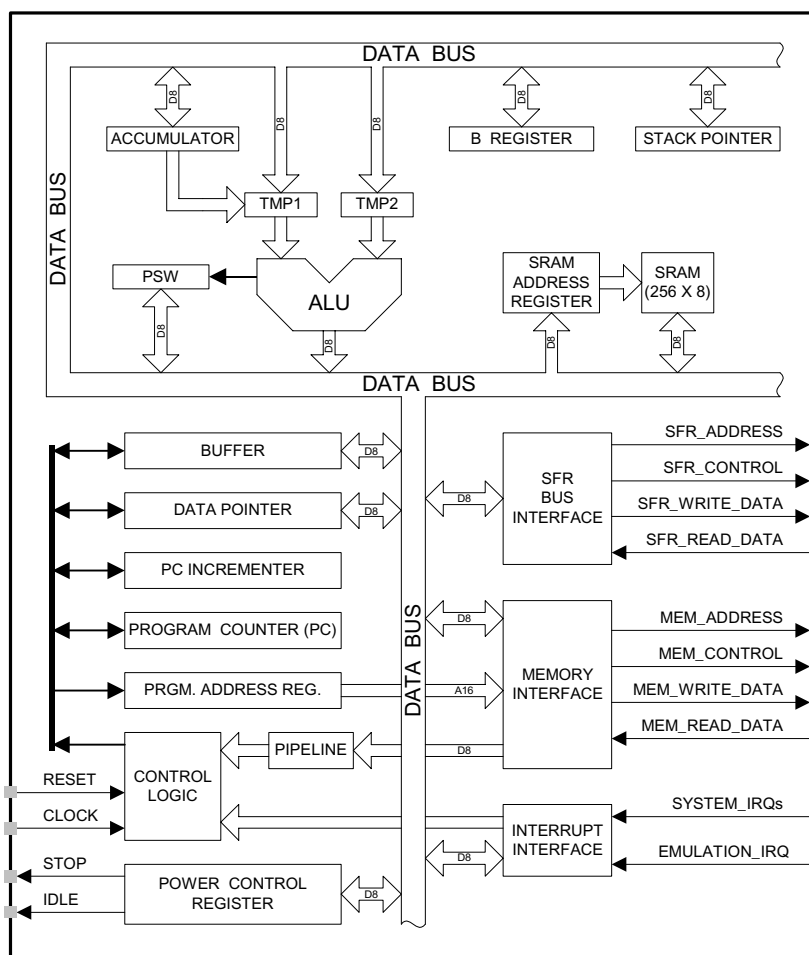 DATA BUS
D8
D8
D8
D8
D8
ACCUMULATOR
B REGISTER
STACK POINTER
DATA BUS
TMP1
TMP2
PSW
ALU
SRAM
ADDRESS
REGISTER
SRAM
(256 X 8)
D8
D8
D8
D8
DATA BUS
BUFFER
D8
DATA POINTER
D8
PC INCREMENTER
PROGRAM COUNTER (PC)
PRGM. ADDRESS REG.
A16
DATA BUS
D8
SFR
BUS
INTERFACE
SFR_ADDRESS
SFR_CONTROL
SFR_WRITE_DATA
SFR_READ_DATA
D8
MEMORY
INTERFACE
MEM_ADDRESS
MEM_CONTROL
MEM_WRITE_DATA
MEM_READ_DATA
CONTROL
LOGIC
PIPELINE
D8
RESET
CLOCK
INTERRUPT
INTERFACE
D8
SYSTEM_IRQs
EMULATION_IRQ
STOP
IDLE
POWER CONTROL
REGISTER
D8